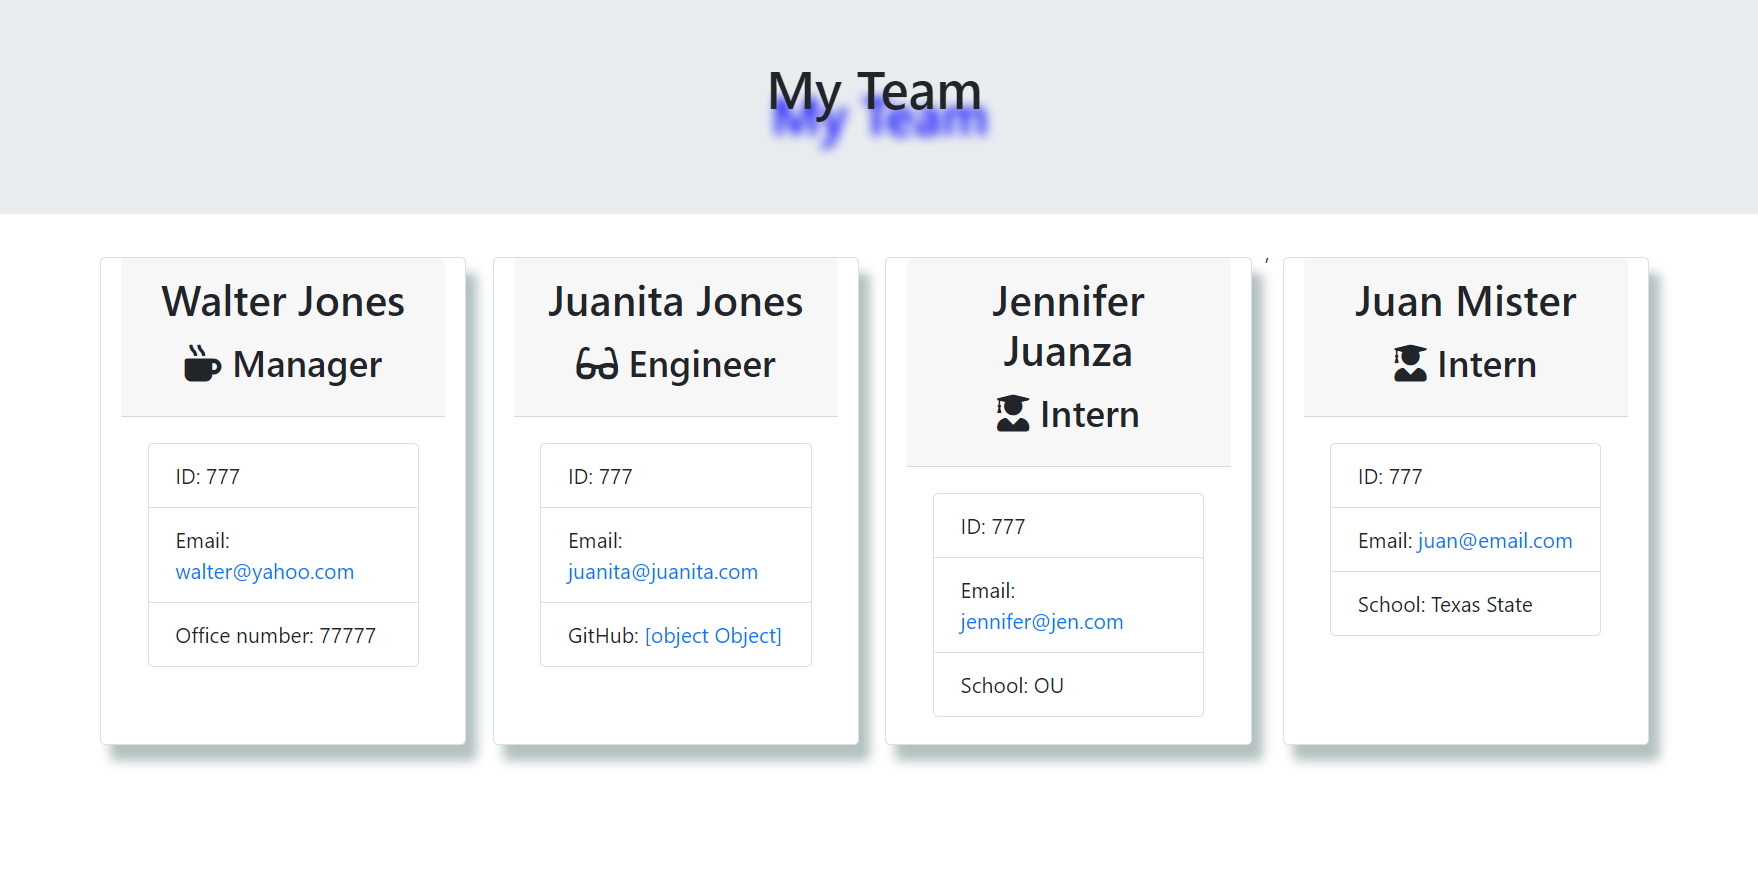 My Team
Walter Jones
Manager
ID: 777
Email:
walter@yahoo.com
Office number: 77777
Juanita Jones
Engineer
ID: 777
Email:
juanita@juanita.com
GitHub: [object Object]
Jennifer
Juanza
Intern
ID: 777
Email:
jennifer@jen.com
School: OU
,
Juan Mister
Intern
ID: 777
Email: juan@email.com
School: Texas State